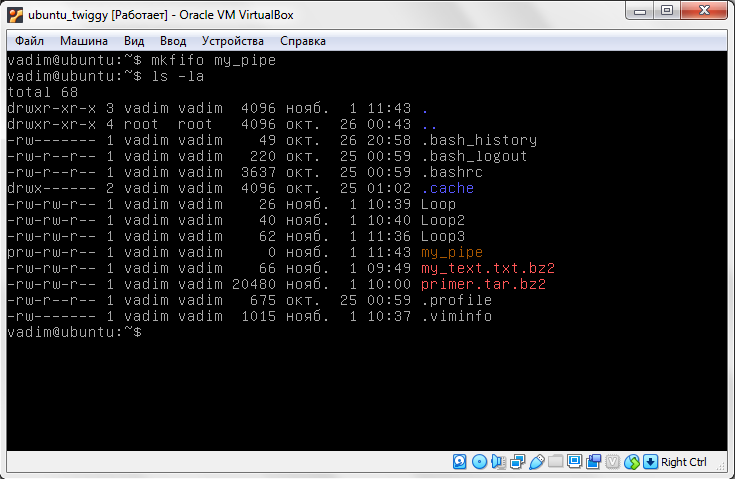 ubuntu_twiggy [Работает] - Oracle VM VirtualBox
Файл Машина Вид Ввод Устройства Справка
vadim@ubuntu:~$ mkfifo my_pipe
vadim@ubuntu:~$ ls -la
total 68
drwxr-xr-x 3 vadim vadim  4096 нояб.  1 11:43 .
drwxr-xr-x 4 root  root   4096 окт.  26 00:43 ..
-rw------- 1 vadim vadim    49 окт.  26 20:58 .bash_history
-rw-r--r-- 1 vadim vadim   220 окт.  25 00:59 .bash_logout
-rw-r--r-- 1 vadim vadim  3637 окт.  25 00:59 .bashrc
drwx------ 2 vadim vadim  4096 окт.  25 01:02 .cache
-rw-rw-r-- 1 vadim vadim    26 нояб.  1 10:39 Loop
-rw-rw-r-- 1 vadim vadim    40 нояб.  1 10:40 Loop2
-rw-rw-r-- 1 vadim vadim    62 нояб.  1 11:36 Loop3
prw-rw-r-- 1 vadim vadim     0 нояб.  1 11:43 my_pipe
-rw-rw-r-- 1 vadim vadim    66 нояб.  1 09:49 my_text.txt.bz2
-rw-rw-r-- 1 vadim vadim 20480 нояб.  1 10:00 primer.tar.bz2
-rw-r--r-- 1 vadim vadim   675 окт.  25 00:59 .profile
-rw------- 1 vadim vadim  1015 нояб.  1 10:37 .viminfo
vadim@ubuntu:~$
Right Ctrl